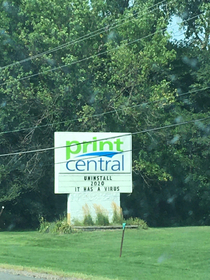 print
central
UNINSTALL
2020
IT HAS A VIRUS